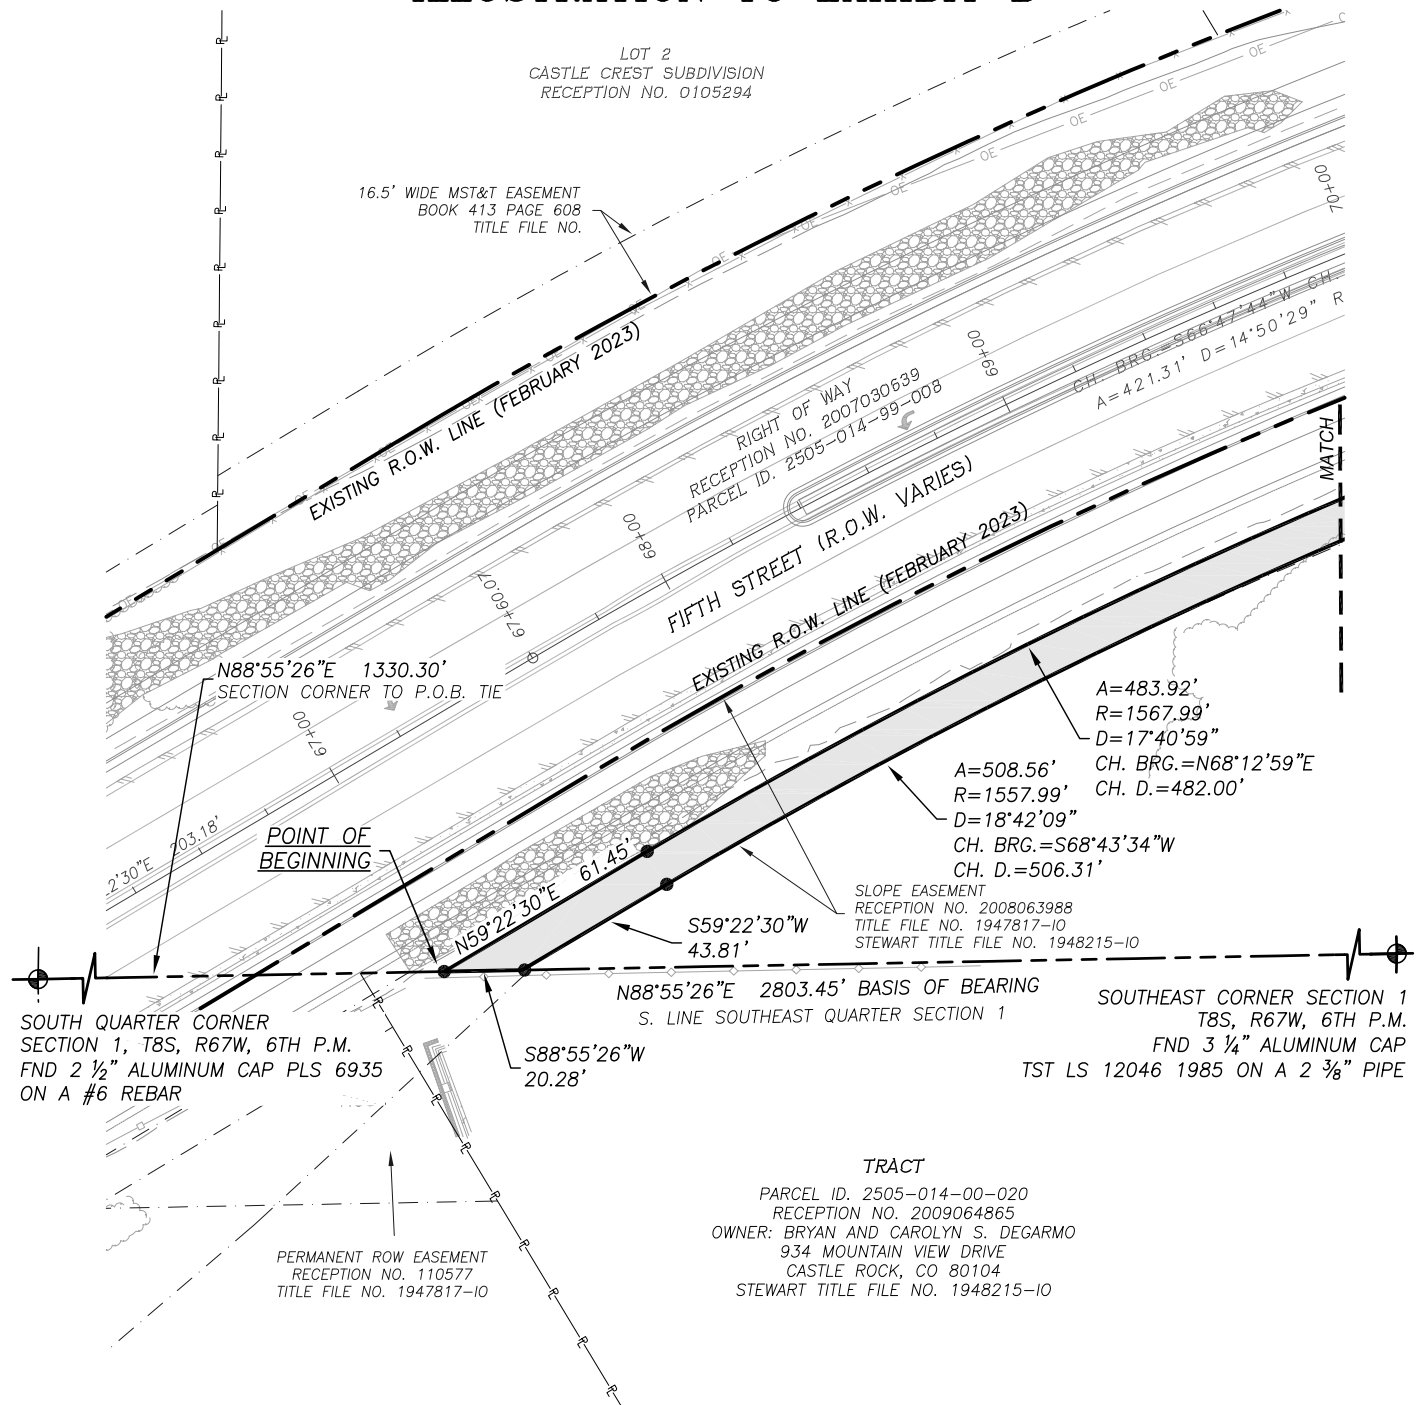 LOT 2
CASTLE CREST SUBDIVISION
RECEPTION NO. 0105294
16.5' WIDE MST&T EASEMENT
BOOK 413 PAGE 608
TITLE FILE NO.
EXISTING R.O.W. LINE (FEBRUARY 2023)
70+00
69+00
68+00
67+60.07
67+00
CH. BRG.=S66°47'44"W CH.
A=421.31' D=14°50'29" R
RIGHT OF WAY
RECEPTION NO. 2007030639
PARCEL ID. 2505-014-99-008
MATCH
FIFTH STREET (R.O.W. VARIES)
EXISTING R.O.W. LINE (FEBRUARY 2023)
N88°55'26"E 1330.30'
SECTION CORNER TO P.O.B. TIE
A=483.92'
R=1567.99'
D=17°40'59"
CH. BRG.=N68°12'59"E
CH. D.=482.00'
A=508.56'
R=1557.99'
D=18°42'09"
CH. BRG.=S68°43'34"W
CH. D.=506.31'
2'30"E 203.18'
POINT OF
BEGINNING
N59°22'30"E 61.45'
SLOPE EASEMENT
RECEPTION NO. 2008063988
TITLE FILE NO. 1947817-IO
STEWART TITLE FILE NO. 1948215-IO
S59°22'30"W
43.81'
N88°55'26"E 2803.45' BASIS OF BEARING
S. LINE SOUTHEAST QUARTER SECTION 1
SOUTH QUARTER CORNER
SECTION 1, T8S, R67W, 6TH P.M.
FND 2 ½" ALUMINUM CAP PLS 6935
ON A #6 REBAR
SOUTHEAST CORNER SECTION 1
T8S, R67W, 6TH P.M.
FND 3 ¼" ALUMINUM CAP
TST LS 12046 1985 ON A 2 ⅜" PIPE
S88°55'26"W
20.28'
TRACT
PARCEL ID. 2505-014-00-020
RECEPTION NO. 2009064865
OWNER: BRYAN AND CAROLYN S. DEGARMO
934 MOUNTAIN VIEW DRIVE
CASTLE ROCK, CO 80104
STEWART TITLE FILE NO. 1948215-IO
PERMANENT ROW EASEMENT
RECEPTION NO. 110577
TITLE FILE NO. 1947817-IO